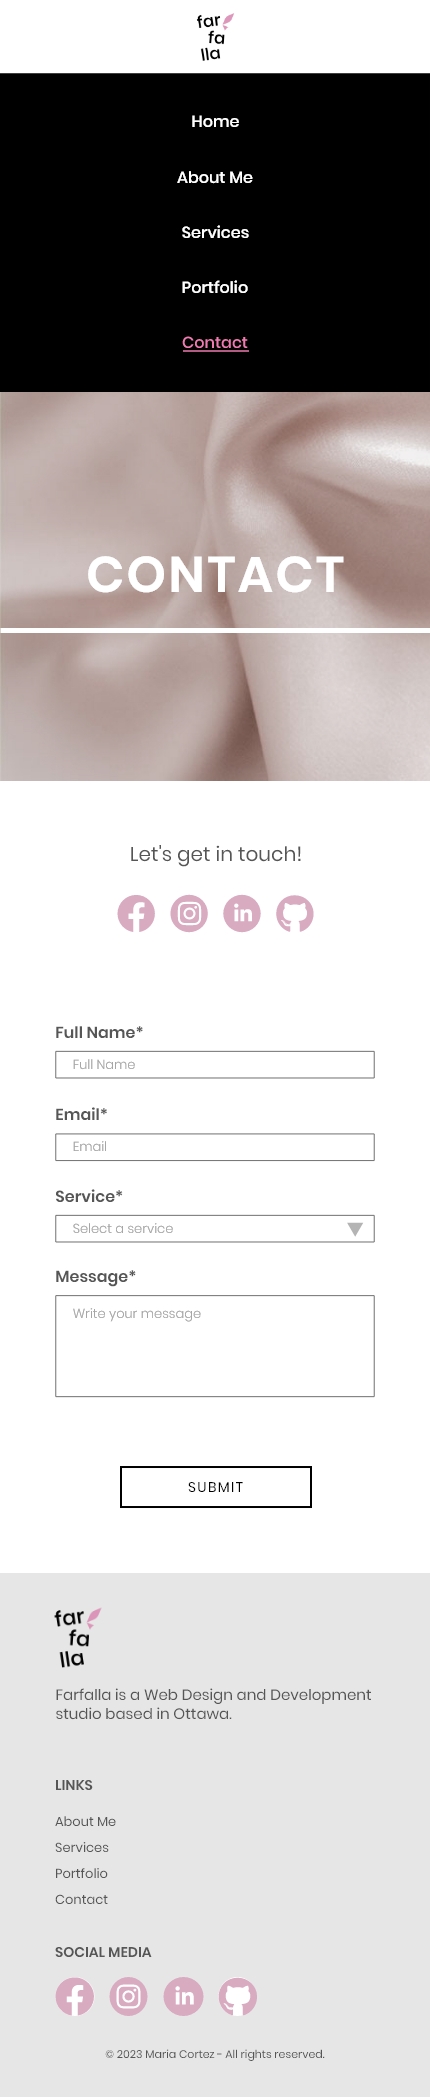 far
fa
lla
Home
About Me
Services
Portfolio
Contact
CONTACT
Let's get in touch!
Full Name*
Full Name
Email*
Email
Service*
Select a service
Message*
Write your message
SUBMIT
far
fa
lla
Farfalla is a Web Design and Development
studio based in Ottawa.
LINKS
About Me
Services
Portfolio
Contact
SOCIAL MEDIA
© 2023 Maria Cortez - All rights reserved.